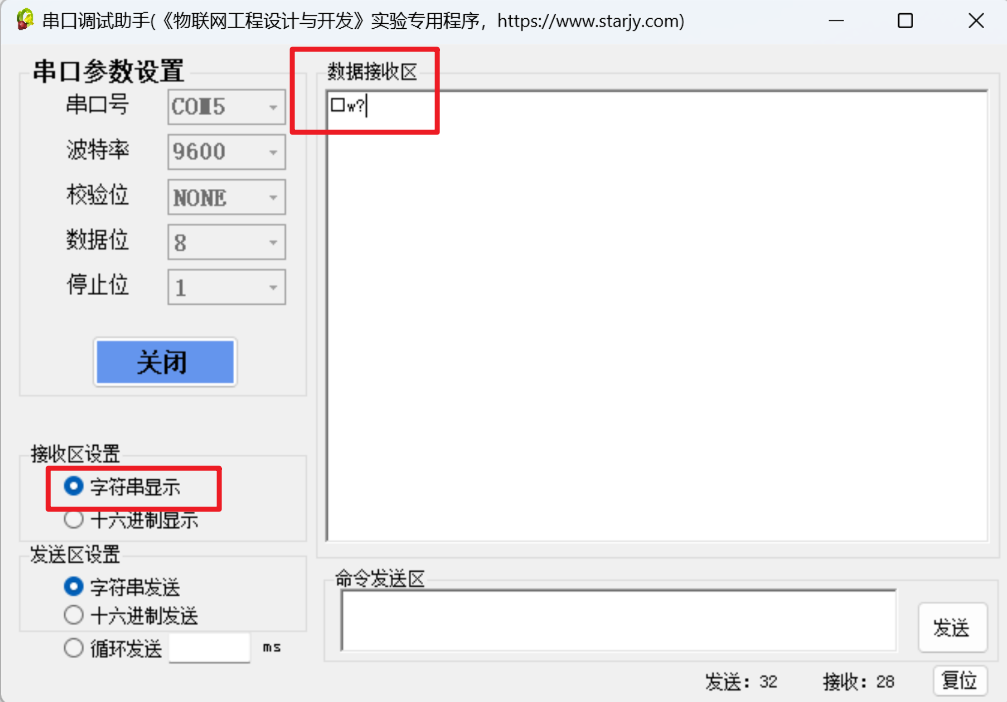 串口调试助手(《物联网工程设计与开发》实验专用程序，https://www.starjy.com)
串口参数设置
串口号 COM5
波特率 9600
校验位 NONE
数据位 8
停止位 1
关闭
接收区设置
字符串显示
十六进制显示
发送区设置
字符串发送
十六进制发送
循环发送 ms
数据接收区
口w?
命令发送区
发送
发送：32 接收：28 复位